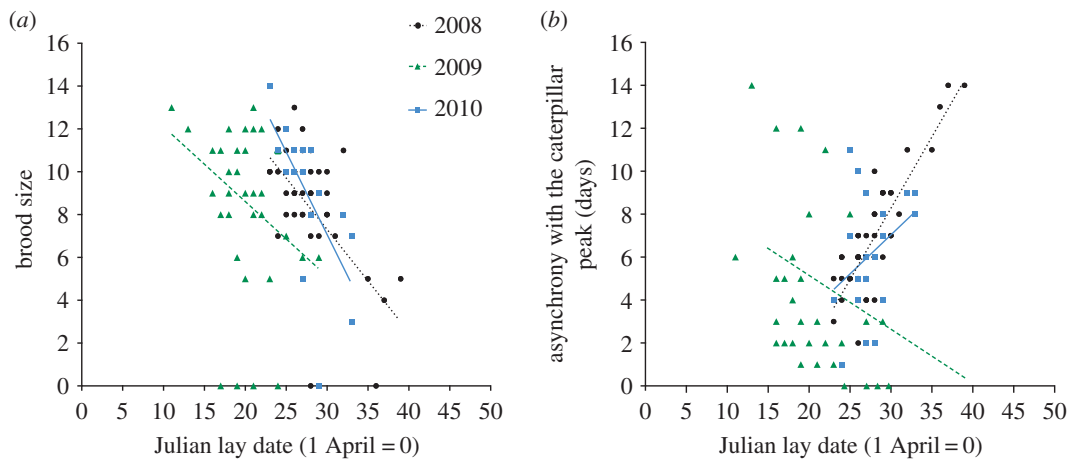 (a)
16
14
12
10
8
6
4
2
0
brood size
0 5 10 15 20 25 30 35 40 45 50
Julian lay date (1 April = 0)
2008
2009
2010
(b)
16
14
12
10
8
6
4
2
0
asynchrony with the caterpillar
peak (days)
0 5 10 15 20 25 30 35 40 45 50
Julian lay date (1 April = 0)